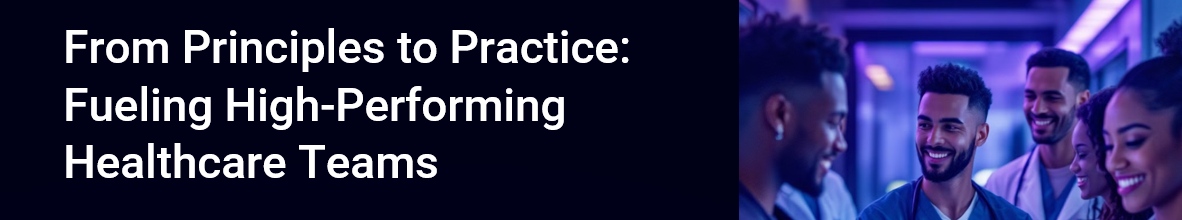 From Principles to Practice:
Fueling High-Performing
Healthcare Teams